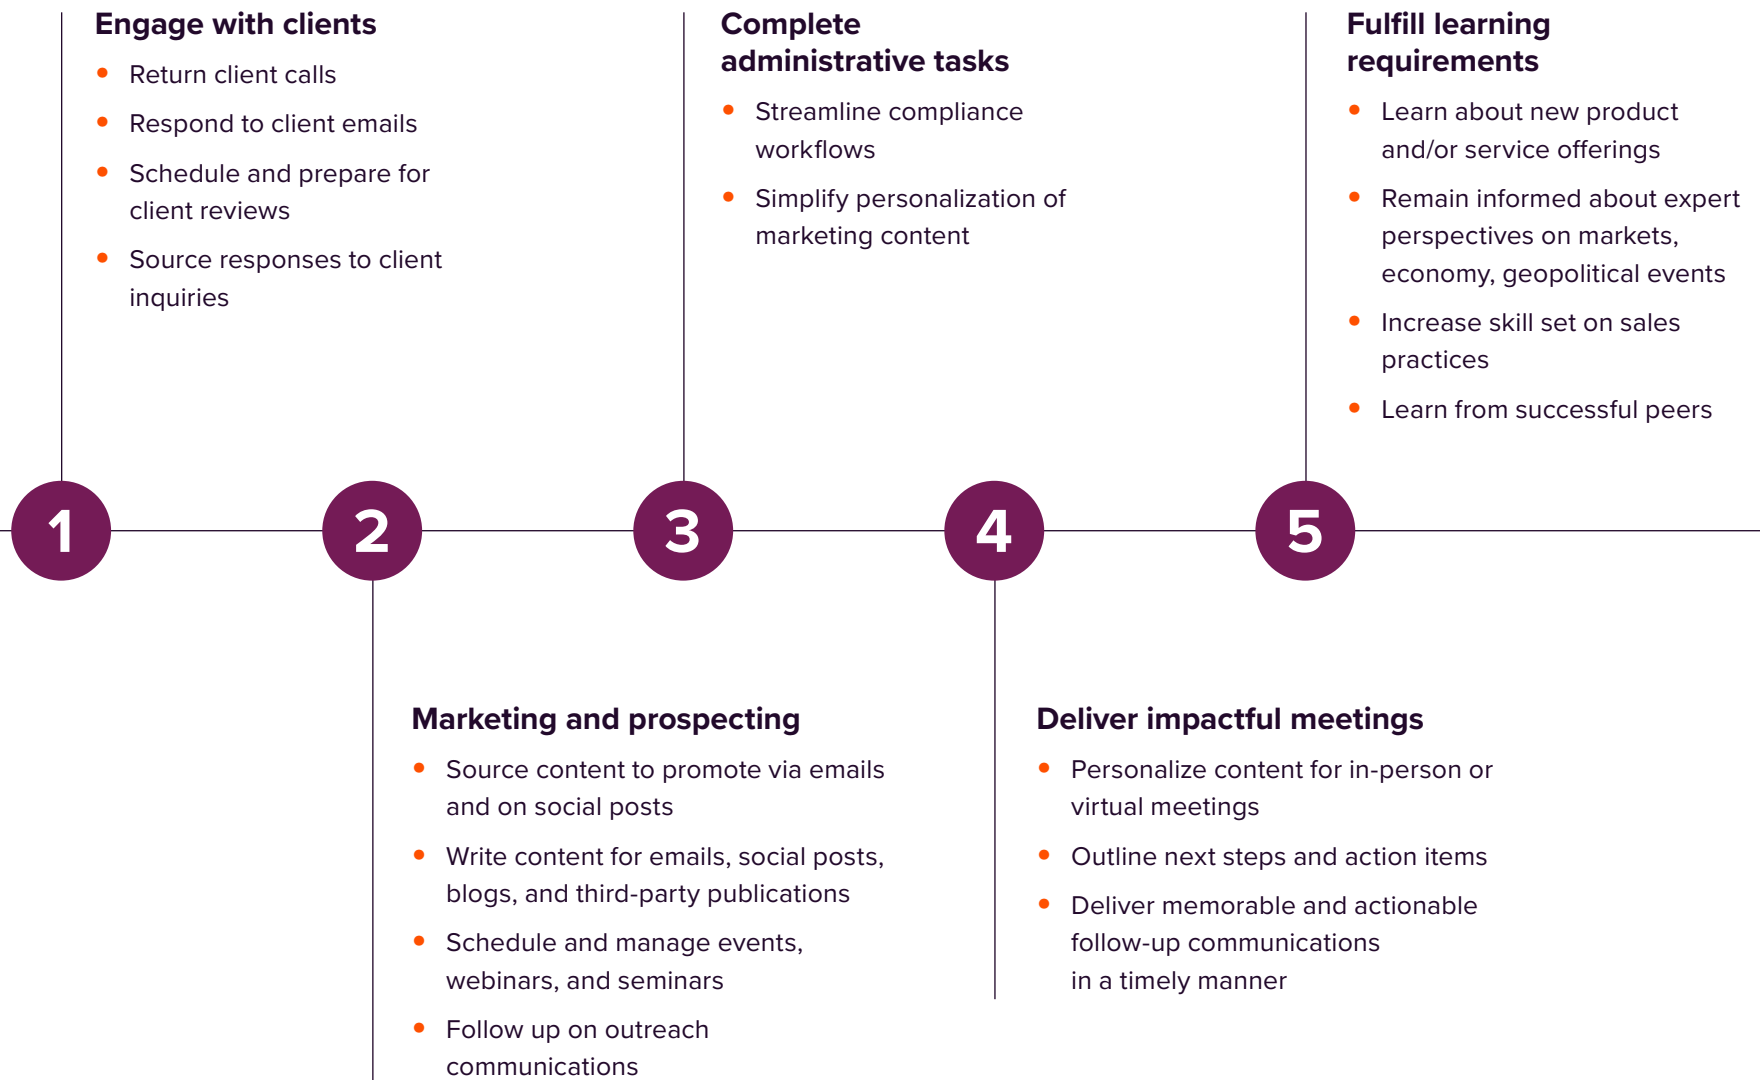 Engage with clients
• Return client calls
• Respond to client emails
• Schedule and prepare for
client reviews
• Source responses to client
inquiries
Complete
administrative tasks
• Streamline compliance
workflows
• Simplify personalization of
marketing content
Fulfill learning
requirements
• Learn about new product
and/or service offerings
• Remain informed about expert
perspectives on markets,
economy, geopolitical events
• Increase skill set on sales
practices
• Learn from successful peers
1
2
3
4
5
Marketing and prospecting
• Source content to promote via emails
and on social posts
• Write content for emails, social posts,
blogs, and third-party publications
• Schedule and manage events,
webinars, and seminars
• Follow up on outreach
communications
Deliver impactful meetings
• Personalize content for in-person or
virtual meetings
• Outline next steps and action items
• Deliver memorable and actionable
follow-up communications
in a timely manner